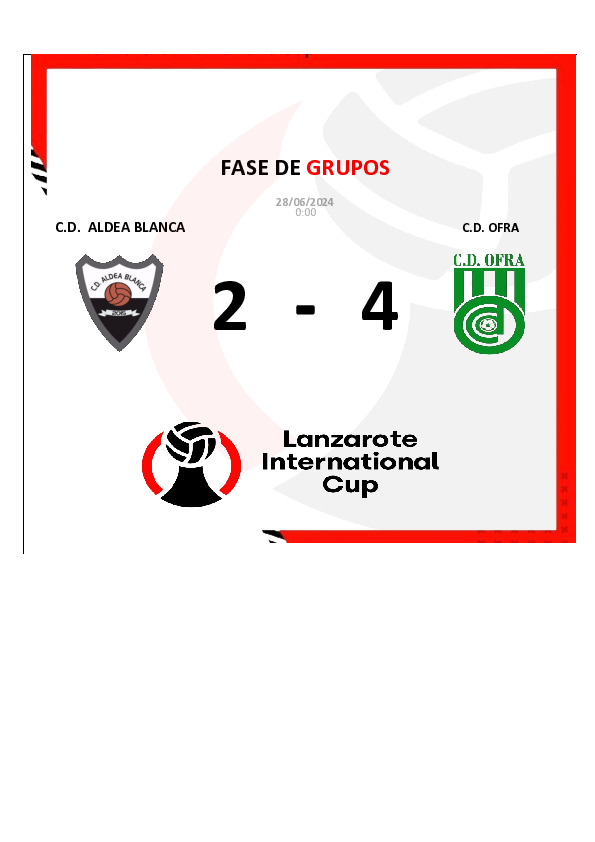 FASE DE GRUPOS
28/06/2024
0:00
C.D. ALDEA BLANCA
C.D. OFRA
C.D. ALDEA BLANCA
C.D. OFRA
2 - 4
Lanzarote
International
Cup